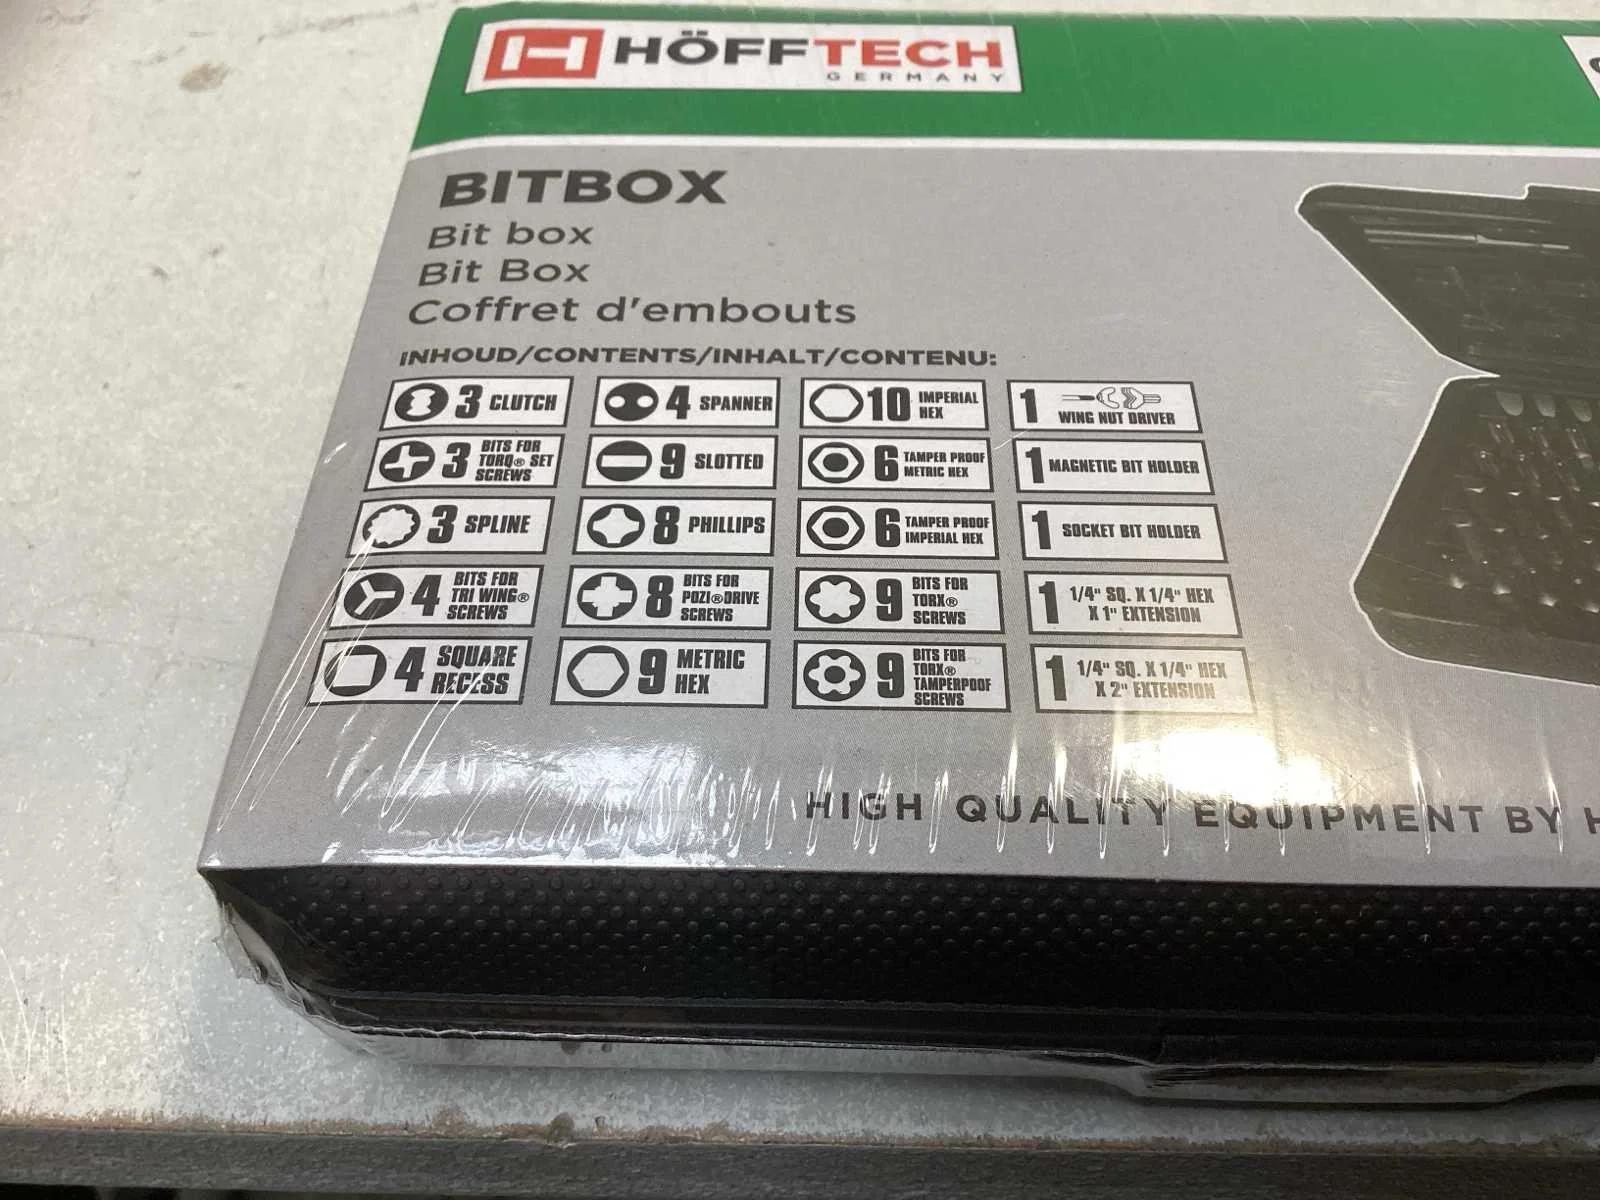 HÖFFTECH
GERMANY
BITBOX
Bit box
Bit Box
Coffret d'embouts
INHOUD/CONTENTS/INHALT/CONTENU:
3 CLUTCH
4 SPANNER
10 IMPERIAL
HEX
1 WING NUT DRIVER
3 BITS FOR
TORQ® SET
SCREWS
9 SLOTTED
6 TAMPER PROOF
METRIC HEX
1 MAGNETIC BIT HOLDER
3 SPLINE
8 PHILLIPS
6 TAMPER PROOF
IMPERIAL HEX
1 SOCKET BIT HOLDER
4 BITS FOR
TRI WING®
SCREWS
8 BITS FOR
POZI®DRIVE
SCREWS
9 BITS FOR
TORX®
SCREWS
1 1/4" SQ. X 1/4" HEX
X 1" EXTENSION
4 SQUARE
RECESS
9 METRIC
HEX
9 BITS FOR
TORX®
TAMPERPOOF
SCREWS
1 1/4" SQ. X 1/4" HEX
X 2" EXTENSION
HIGH QUALITY EQUIPMENT BY